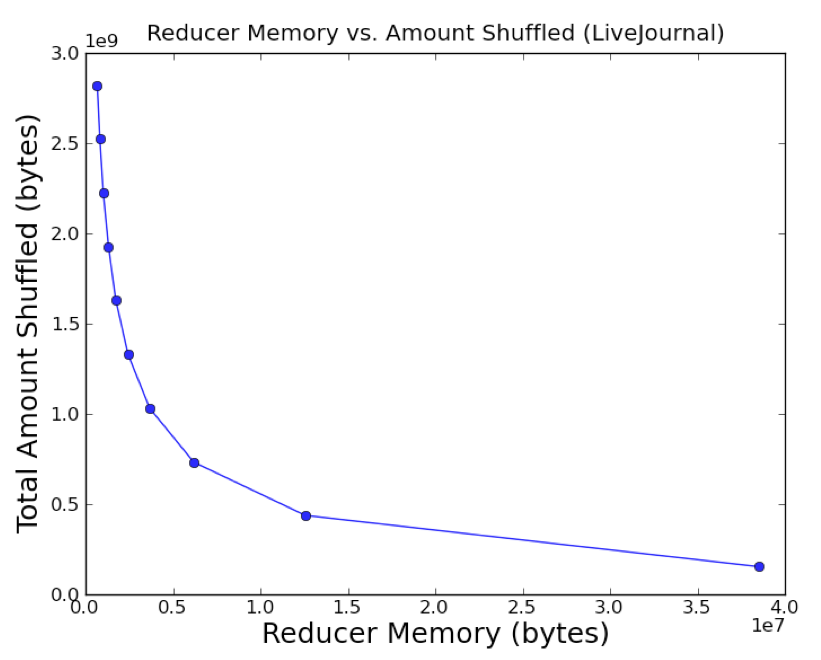 Reducer Memory vs. Amount Shuffled (LiveJournal)
1e9
3.0
2.5
2.0
1.5
1.0
0.5
0.0
Total Amount Shuffled (bytes)
0.0 0.5 1.0 1.5 2.0 2.5 3.0 3.5 4.0
1e7
Reducer Memory (bytes)